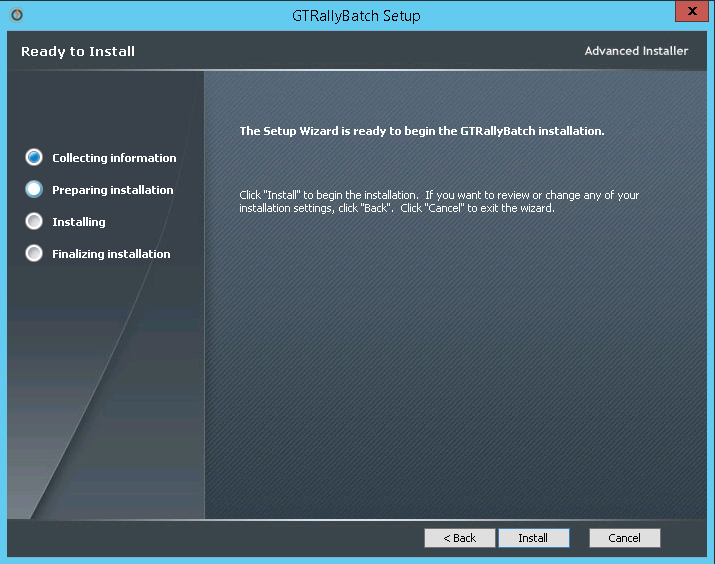 GTRallyBatch Setup
x
Ready to Install
Advanced Installer
Collecting information
Preparing installation
Installing
Finalizing installation
The Setup Wizard is ready to begin the GTRallyBatch installation.
Click "Install" to begin the installation.  If you want to review or change any of your
installation settings, click "Back".  Click "Cancel" to exit the wizard.
< Back
Install
Cancel